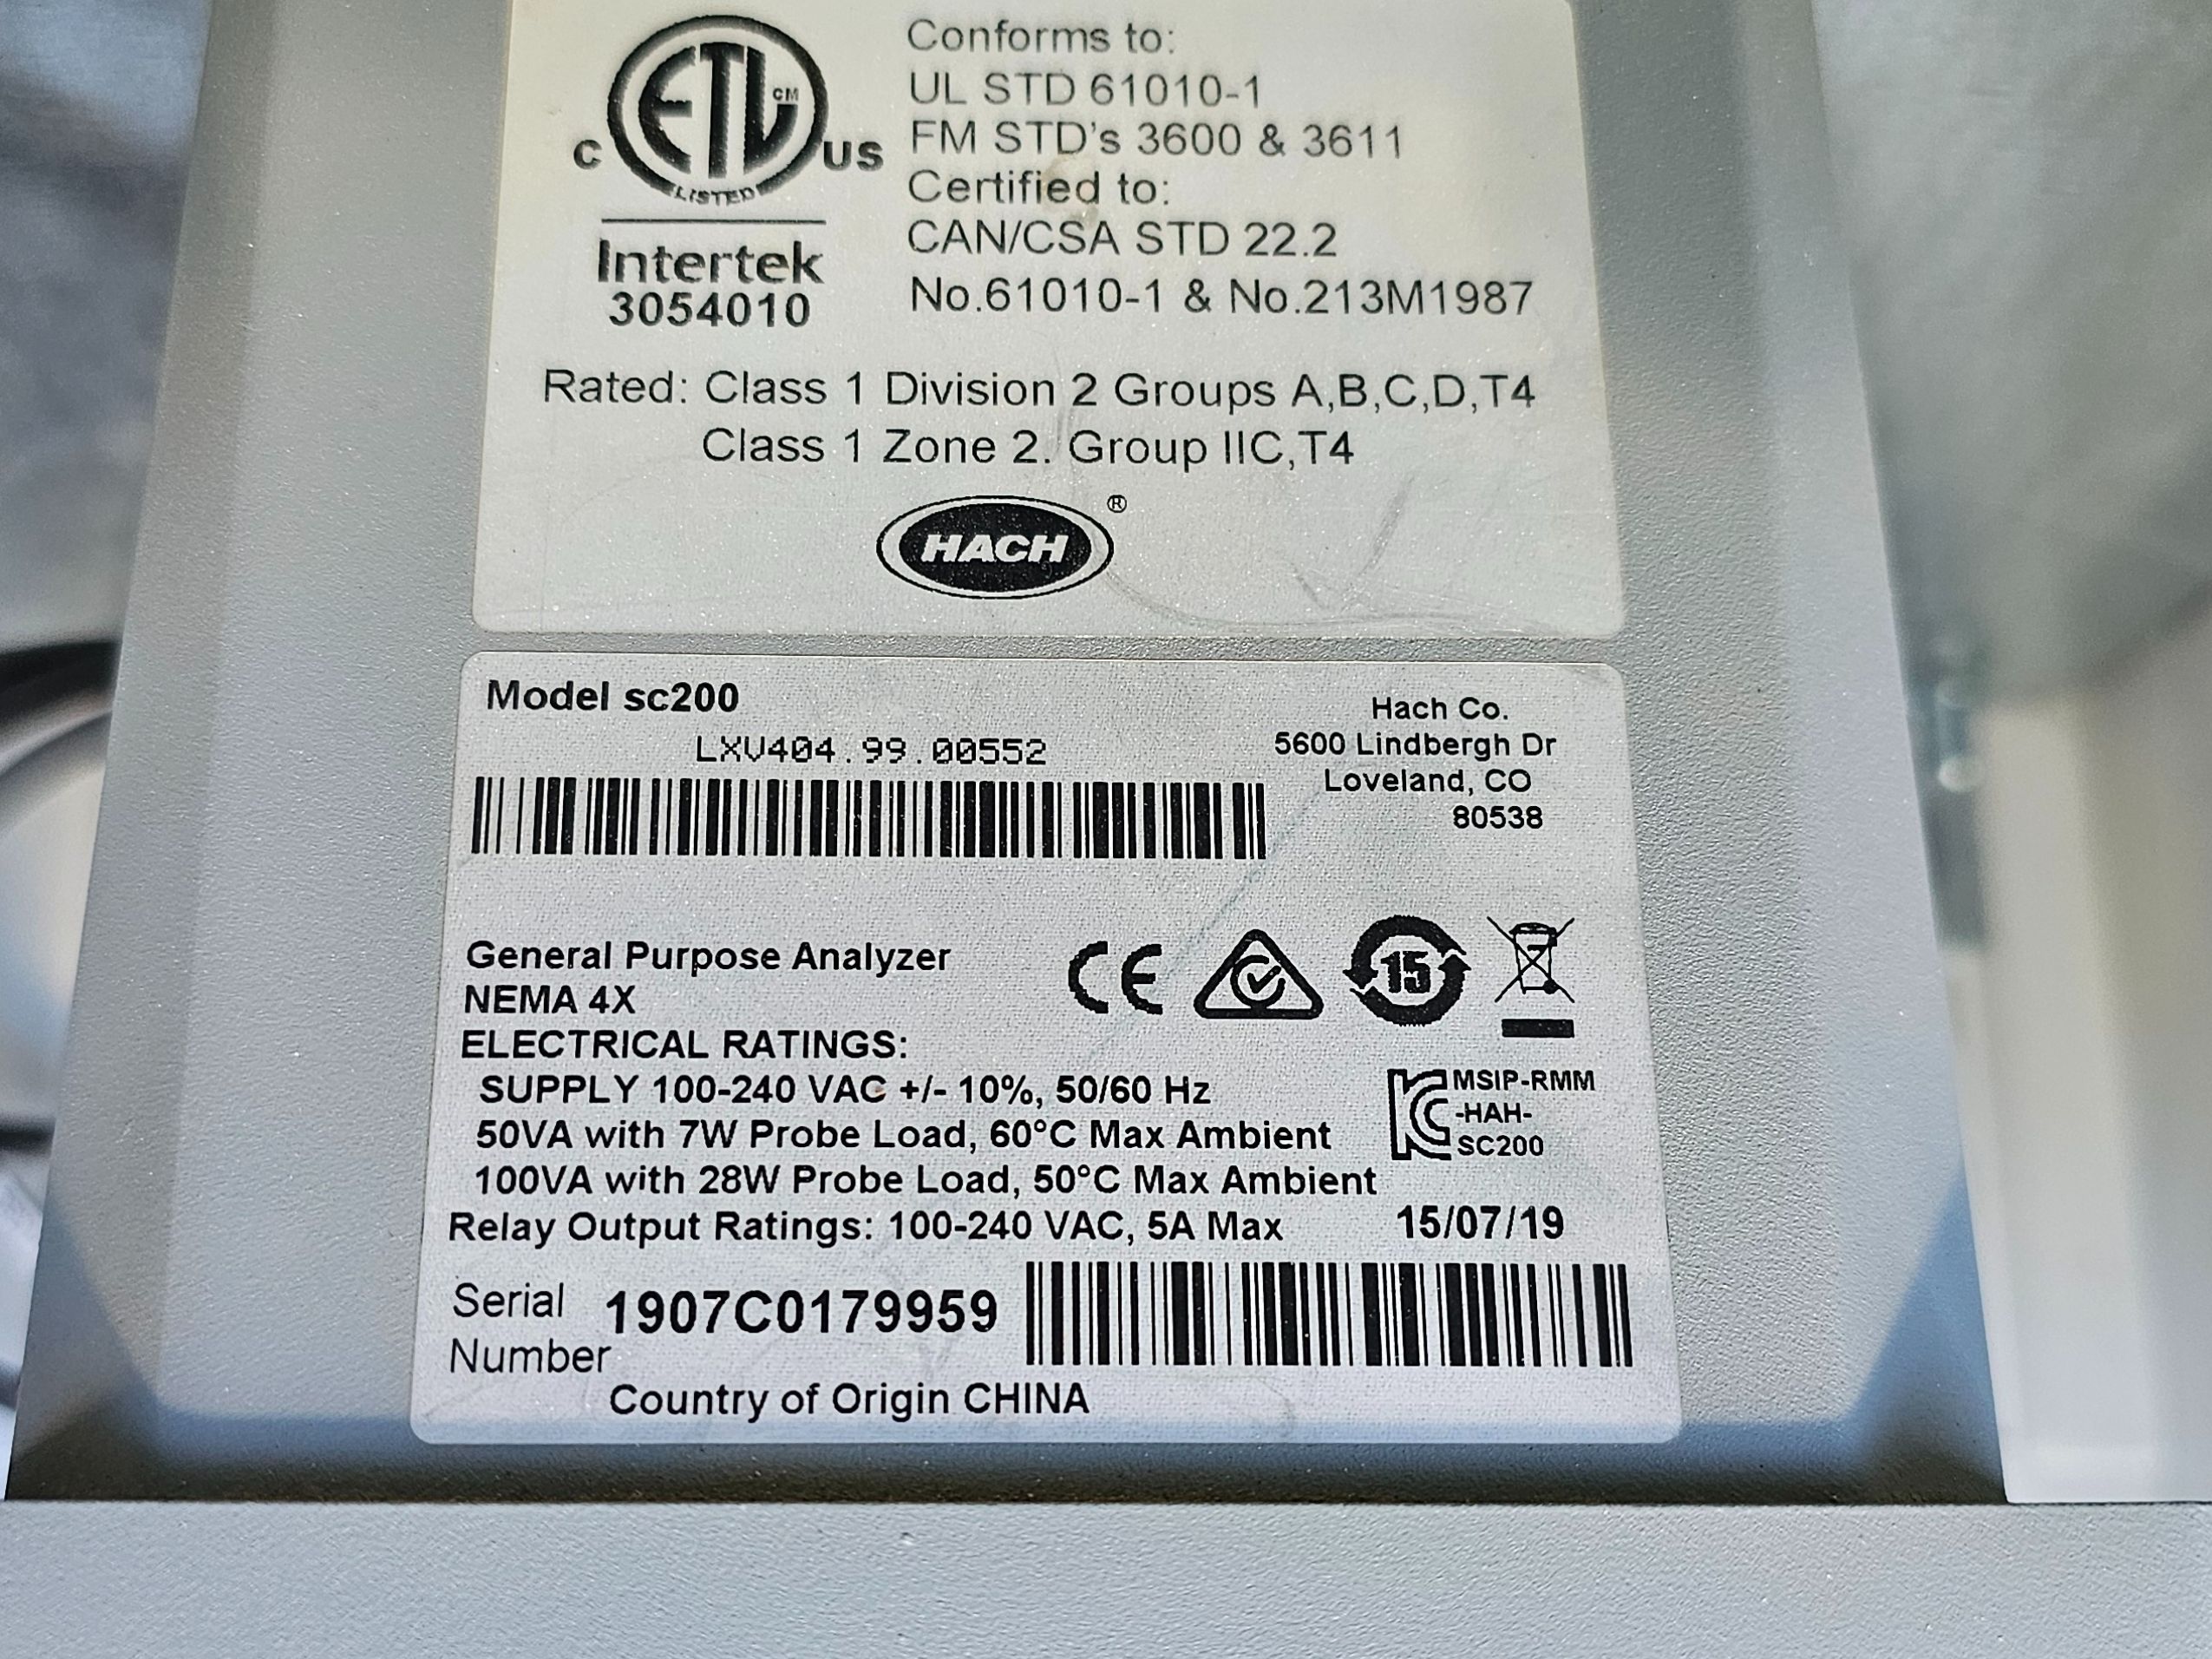 Conforms to:
UL STD 61010-1
FM STD's 3600 & 3611
Certified to:
CAN/CSA STD 22.2
No.61010-1 & No.213M1987
C ETL CM US
LISTED
Intertek
3054010
Rated: Class 1 Division 2 Groups A,B,C,D,T4
Class 1 Zone 2. Group IIC,T4
HACH ®
Model sc200
LXV404.99.00552
Hach Co.
5600 Lindbergh Dr
Loveland, CO
80538
General Purpose Analyzer
NEMA 4X
CE
15
ELECTRICAL RATINGS:
SUPPLY 100-240 VAC +/- 10%, 50/60 Hz
50VA with 7W Probe Load, 60°C Max Ambient
100VA with 28W Probe Load, 50°C Max Ambient
MSIP-RMM
-HAH-
SC200
Relay Output Ratings: 100-240 VAC, 5A Max
15/07/19
Serial
Number
1907C0179959
Country of Origin CHINA